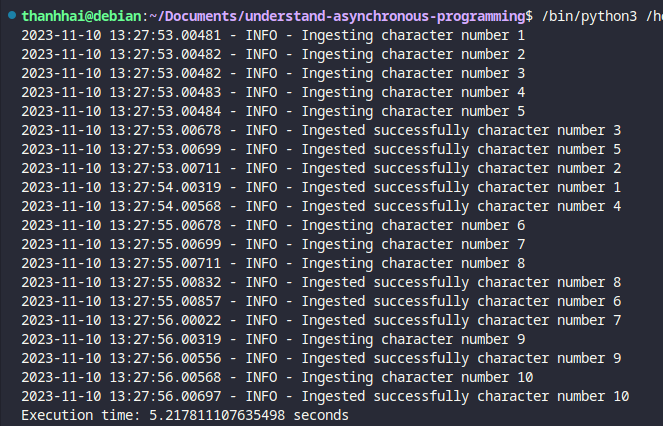 thanhhai@debian:~/Documents/understand-asynchronous-programming$ /bin/python3 /h
2023-11-10 13:27:53.00481 - INFO - Ingesting character number 1
2023-11-10 13:27:53.00482 - INFO - Ingesting character number 2
2023-11-10 13:27:53.00482 - INFO - Ingesting character number 3
2023-11-10 13:27:53.00483 - INFO - Ingesting character number 4
2023-11-10 13:27:53.00484 - INFO - Ingesting character number 5
2023-11-10 13:27:53.00678 - INFO - Ingested successfully character number 3
2023-11-10 13:27:53.00699 - INFO - Ingested successfully character number 5
2023-11-10 13:27:53.00711 - INFO - Ingested successfully character number 2
2023-11-10 13:27:54.00319 - INFO - Ingested successfully character number 1
2023-11-10 13:27:54.00568 - INFO - Ingested successfully character number 4
2023-11-10 13:27:55.00678 - INFO - Ingesting character number 6
2023-11-10 13:27:55.00699 - INFO - Ingesting character number 7
2023-11-10 13:27:55.00711 - INFO - Ingesting character number 8
2023-11-10 13:27:55.00832 - INFO - Ingested successfully character number 8
2023-11-10 13:27:55.00857 - INFO - Ingested successfully character number 6
2023-11-10 13:27:56.00022 - INFO - Ingested successfully character number 7
2023-11-10 13:27:56.00319 - INFO - Ingesting character number 9
2023-11-10 13:27:56.00556 - INFO - Ingested successfully character number 9
2023-11-10 13:27:56.00568 - INFO - Ingesting character number 10
2023-11-10 13:27:56.00697 - INFO - Ingested successfully character number 10
Execution time: 5.217811107635498 seconds